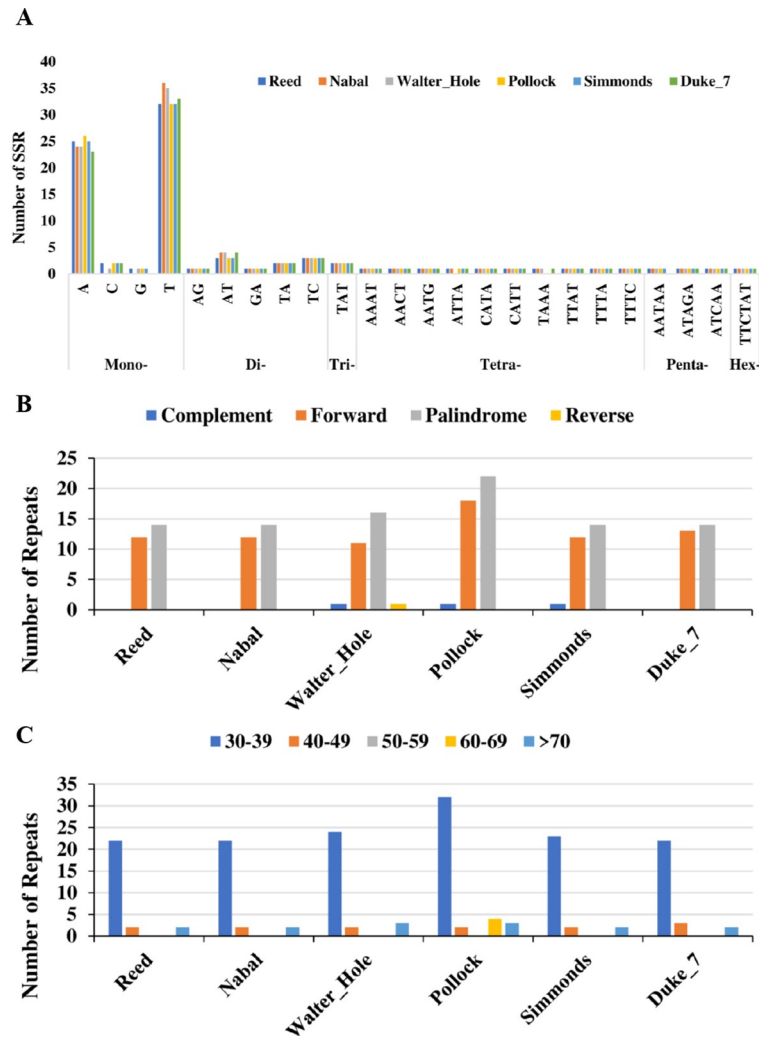 A
40
35
30
25
20
15
10
5
0
Number of SSR
Reed Nabal Walter_Hole Pollock Simmonds Duke_7
A C G T AG AT GA TA TC TAT AAAT AACT AATG ATTA CATA CATT TAAA TTAT TTTA TTTC AATAA ATAGA ATCAA TTCTAT
Mono- Di- Tri- Tetra- Penta- Hex-
B
Complement Forward Palindrome Reverse
25
20
15
10
5
0
Number of Repeats
Reed Nabal Walter_Hole Pollock Simmonds Duke_7
C
30-39 40-49 50-59 60-69 >70
35
30
25
20
15
10
5
0
Number of Repeats
Reed Nabal Walter_Hole Pollock Simmonds Duke_7